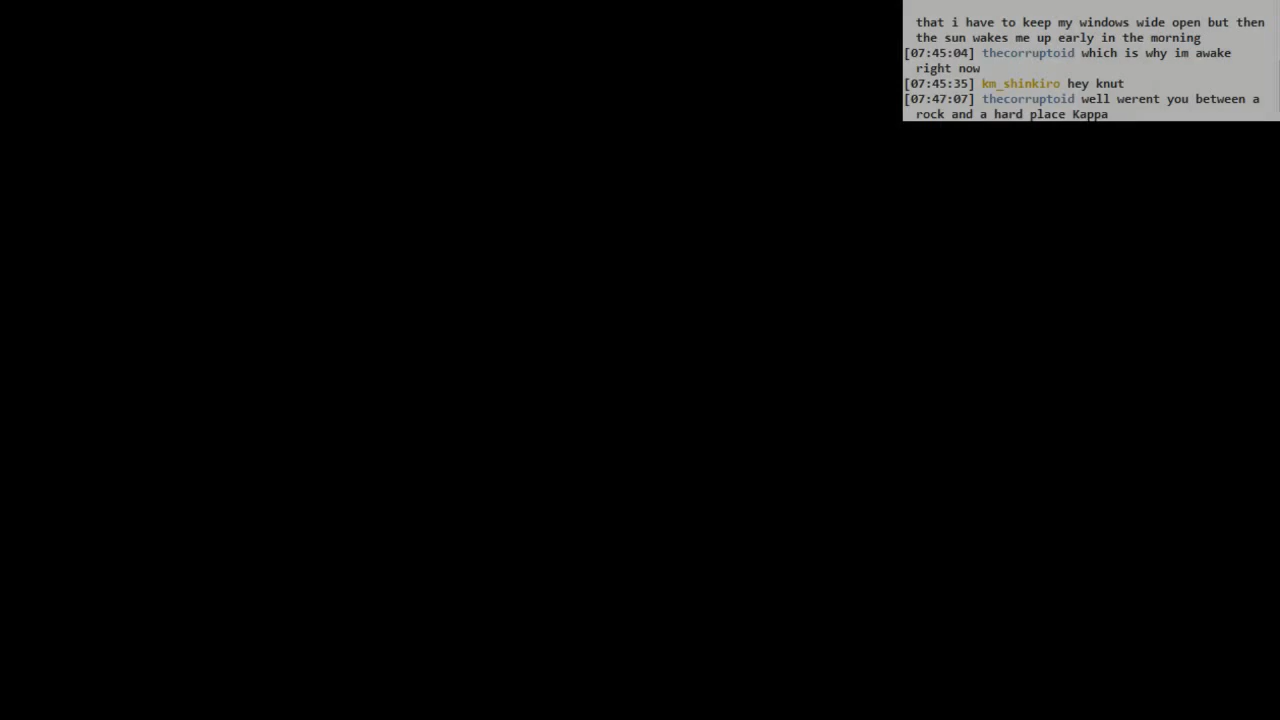 that i have to keep my windows wide open but then
the sun wakes me up early in the morning
[07:45:04] thecorruptoid which is why im awake
right now
[07:45:35] km_shinkiro hey knut
[07:47:07] thecorruptoid well werent you between a
rock and a hard place Kappa